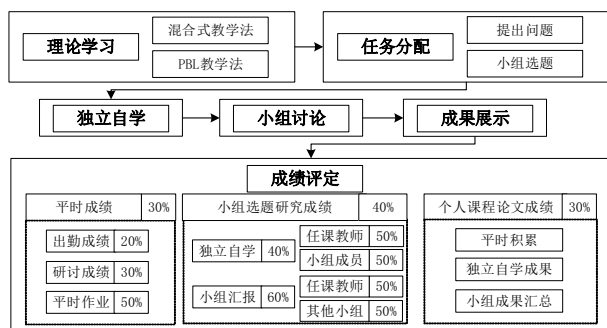 理论学习
混合式教学法
PBL教学法
任务分配
提出问题
小组选题
独立自学
小组讨论
成果展示
成绩评定
平时成绩 30%
出勤成绩 20%
研讨成绩 30%
平时作业 50%
小组选题研究成绩 40%
独立自学 40%
任课教师 50%
小组成员 50%
小组汇报 60%
任课教师 50%
其他小组 50%
个人课程论文成绩 30%
平时积累
独立自学成果
小组成果汇总